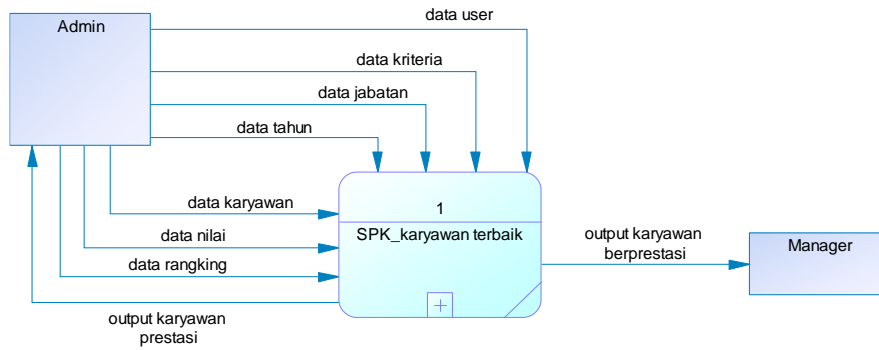 Admin
data user
data kriteria
data jabatan
data tahun
data karyawan
data nilai
data rangking
output karyawan
prestasi
1
SPK_karyawan terbaik
output karyawan
berprestasi
Manager